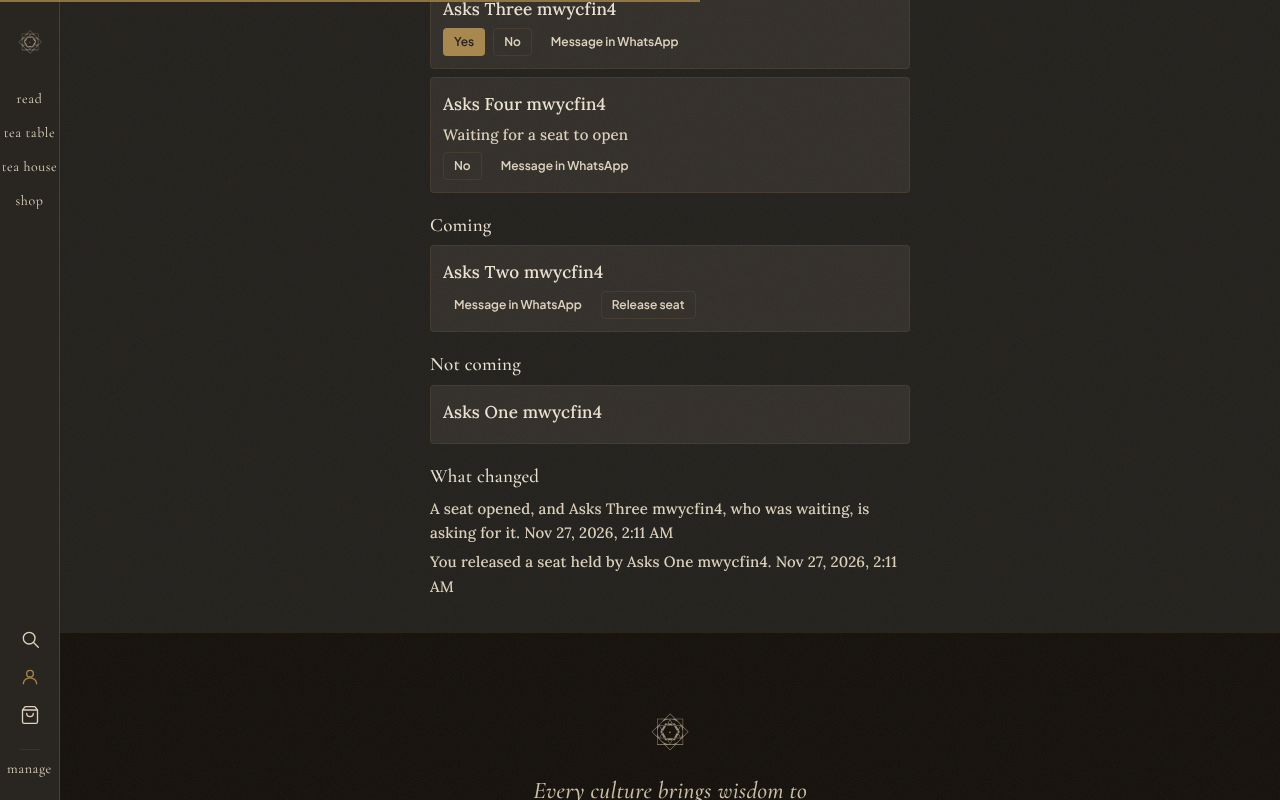 read
tea table
tea house
shop
manage
Asks Three mwycfin4
Yes No Message in WhatsApp
Asks Four mwycfin4
Waiting for a seat to open
No Message in WhatsApp
Coming
Asks Two mwycfin4
Message in WhatsApp Release seat
Not coming
Asks One mwycfin4
What changed
A seat opened, and Asks Three mwycfin4, who was waiting, is
asking for it. Nov 27, 2026, 2:11 AM
You released a seat held by Asks One mwycfin4. Nov 27, 2026, 2:11
AM
Every culture brings wisdom to